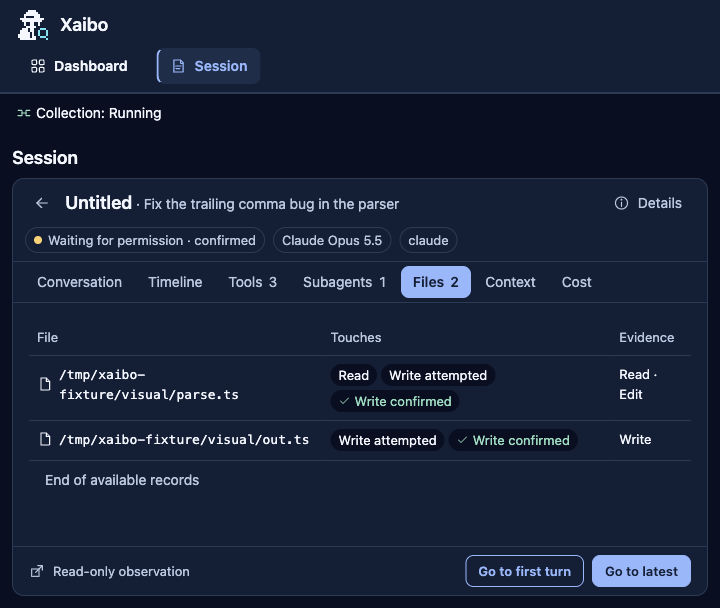 Xaibo
Dashboard
Session
Collection: Running
Session
Untitled · Fix the trailing comma bug in the parser
Details
Waiting for permission · confirmed
Claude Opus 5.5
claude
Conversation
Timeline
Tools 3
Subagents 1
Files 2
Context
Cost
File
Touches
Evidence
/tmp/xaibo-
fixture/visual/parse.ts
Read
Write attempted
Write confirmed
Read ·
Edit
/tmp/xaibo-fixture/visual/out.ts
Write attempted
Write confirmed
Write
End of available records
Read-only observation
Go to first turn
Go to latest